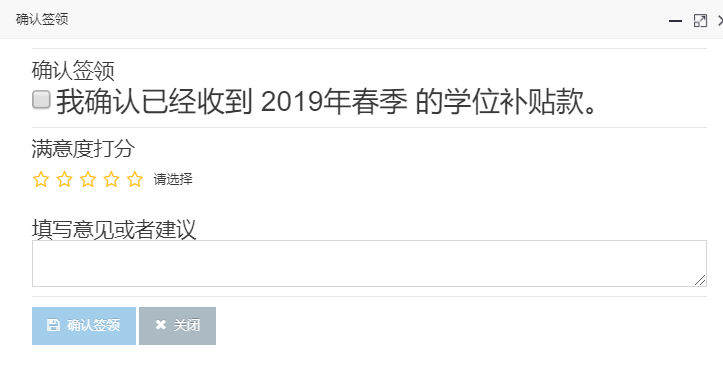 确认签领
确认签领
我确认已经收到 2019年春季 的学位补贴款。
满意度打分
请选择
填写意见或者建议
确认签领 关闭